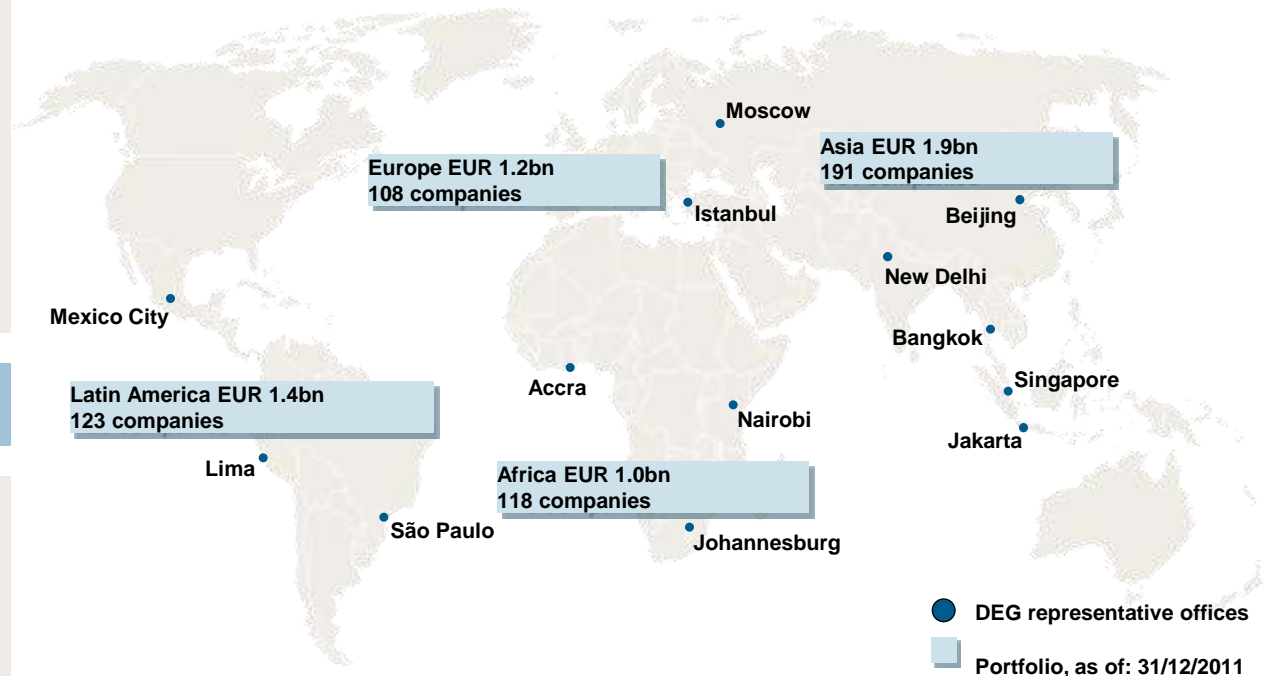 Moscow
Asia EUR 1.9bn
191 companies
Europe EUR 1.2bn
108 companies
Istanbul
Beijing
New Delhi
Mexico City
Bangkok
Singapore
Accra
Latin America EUR 1.4bn
123 companies
Nairobi
Jakarta
Lima
Africa EUR 1.0bn
118 companies
São Paulo
Johannesburg
DEG representative offices
Portfolio, as of: 31/12/2011